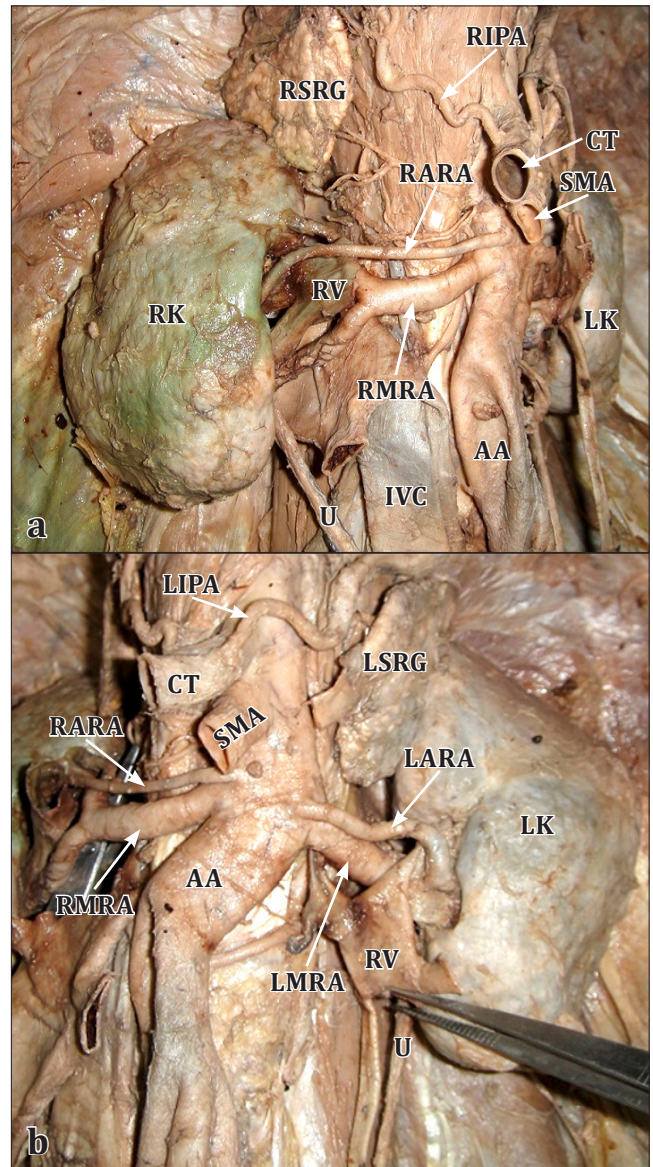 RIPA
RSRG
CT
RARA
SMA
RV
RK
LK
RMRA
AA
IVC
U
a
LIPA
LSRG
CT
SMA
RARA
LARA
LK
AA
RMRA
RV
LMRA
U
b